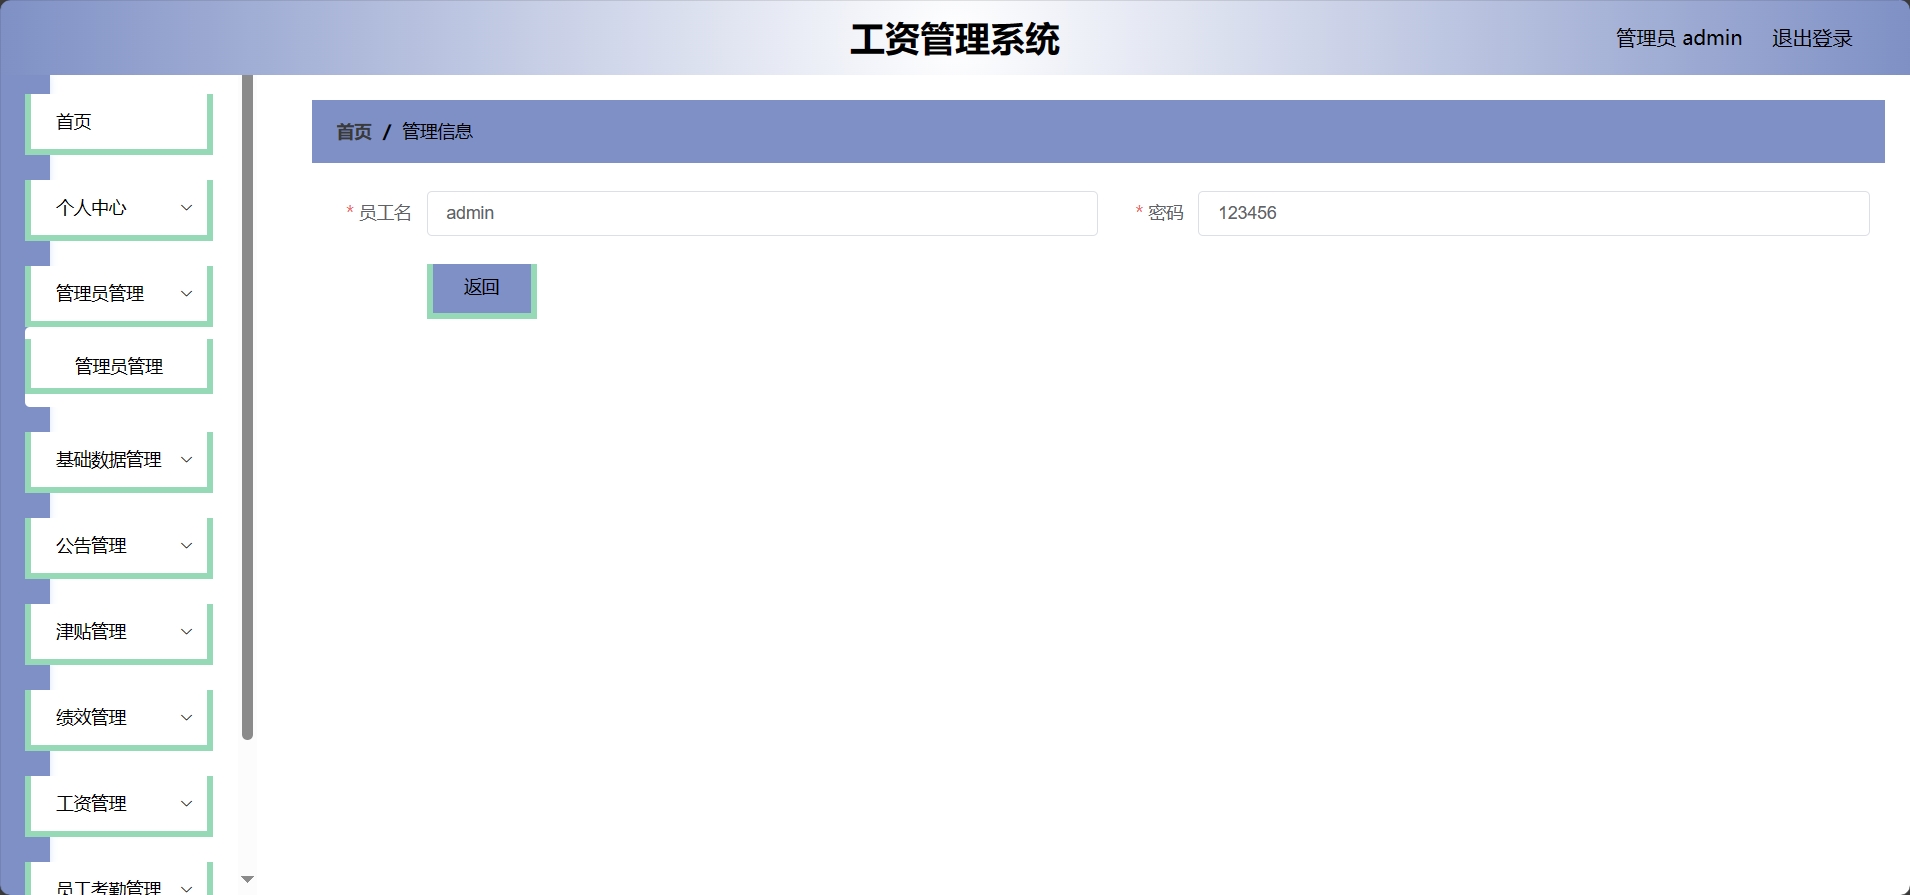 工资管理系统
管理员 admin 退出登录
首页
个人中心
管理员管理
管理员管理
基础数据管理
公告管理
津贴管理
绩效管理
工资管理
员工考勤管理
首页 / 管理信息
* 员工名 admin * 密码 123456
返回